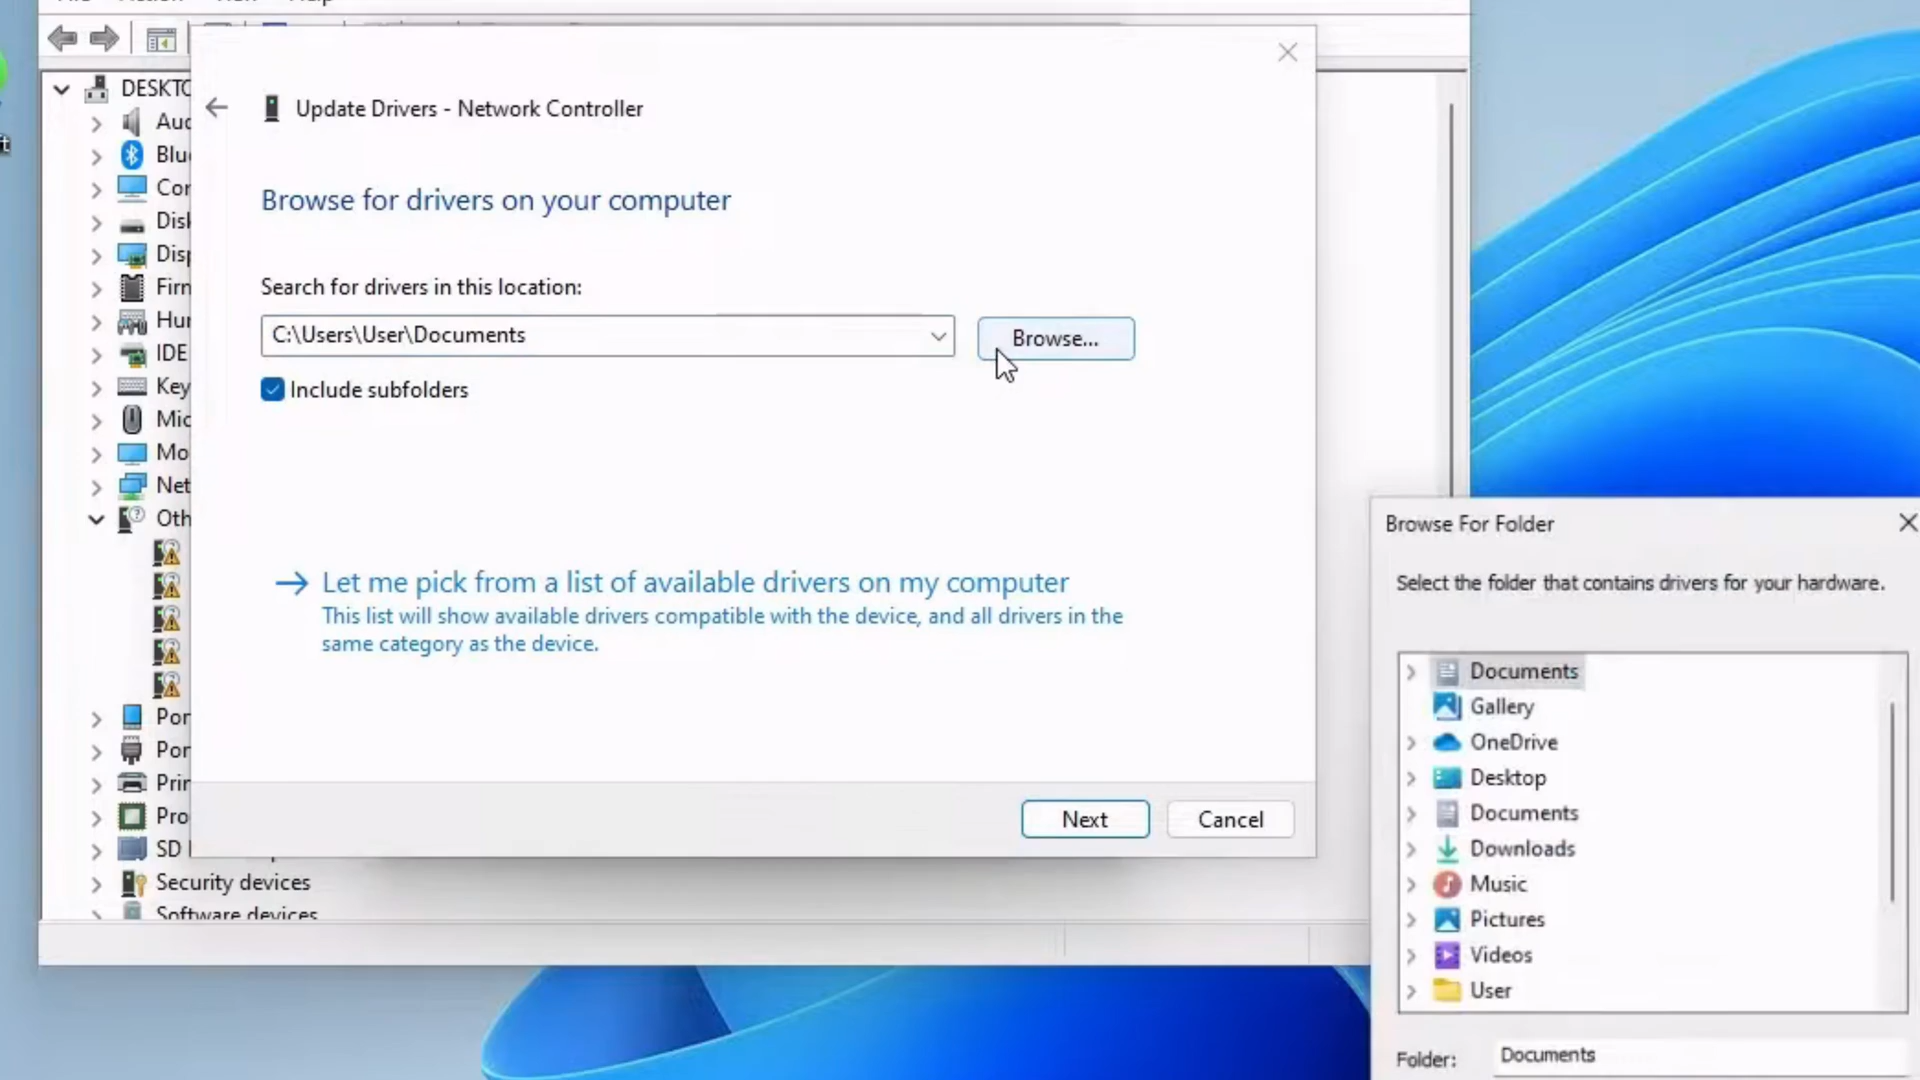 Help
DESKTO
Update Drivers - Network Controller
Auc
Blu
Cor
Browse for drivers on your computer
Disk
Disp
Firn
Search for drivers in this location:
Hur
C:\Users\User\Documents
Browse...
IDE
Key
Include subfolders
Mic
Mo
Net
Oth
Browse For Folder
Let me pick from a list of available drivers on my computer
Select the folder that contains drivers for your hardware.
This list will show available drivers compatible with the device, and all drivers in the
same category as the device.
Documents
Gallery
Por
OneDrive
Por
Desktop
Prin
Documents
Pro
Next
Cancel
SD
Downloads
Security devices
Music
Software devices
Pictures
Videos
User
Folder:
Documents